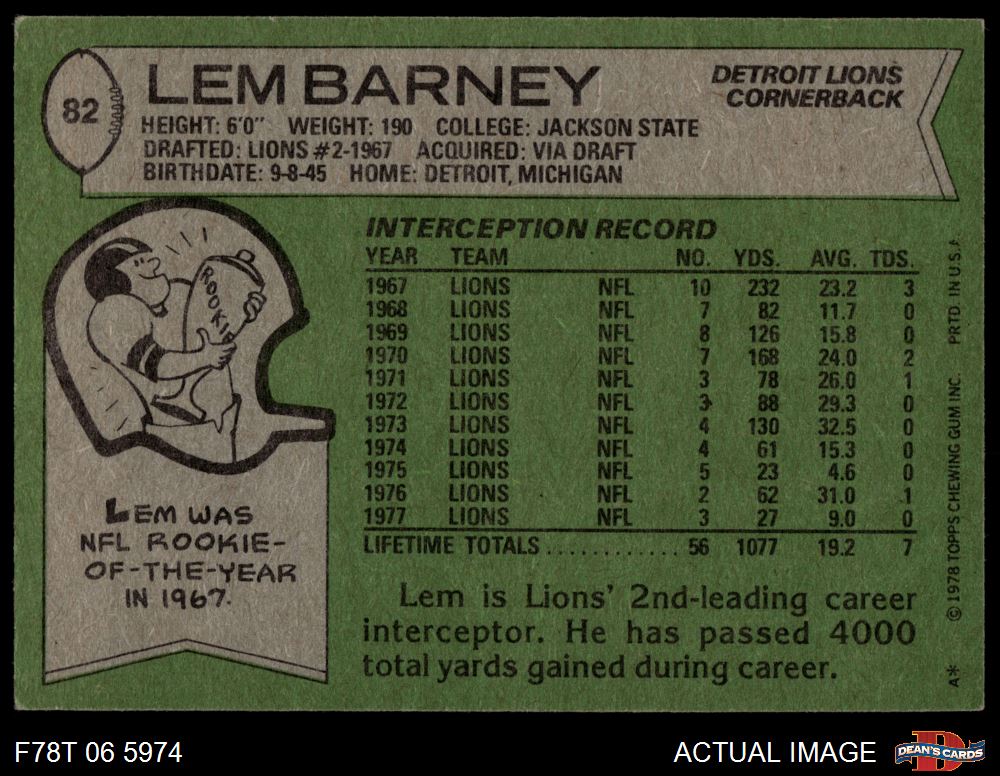 82
LEM BARNEY
DETROIT LIONS
CORNERBACK
HEIGHT: 6'0" WEIGHT: 190 COLLEGE: JACKSON STATE
DRAFTED: LIONS #2-1967 ACQUIRED: VIA DRAFT
BIRTHDATE: 9-8-45 HOME: DETROIT, MICHIGAN
ROOKIE
LEM WAS
NFL ROOKIE-
OF-THE-YEAR
IN 1967.
INTERCEPTION RECORD
YEAR TEAM NO. YDS. AVG. TDS.
1967 LIONS NFL 10 232 23.2 3
1968 LIONS NFL 7 82 11.7 0
1969 LIONS NFL 8 126 15.8 0
1970 LIONS NFL 7 168 24.0 2
1971 LIONS NFL 3 78 26.0 1
1972 LIONS NFL 3 88 29.3 0
1973 LIONS NFL 4 130 32.5 0
1974 LIONS NFL 4 61 15.3 0
1975 LIONS NFL 5 23 4.6 0
1976 LIONS NFL 2 62 31.0 1
1977 LIONS NFL 3 27 9.0 0
LIFETIME TOTALS ............ 56 1077 19.2 7
Lem is Lions' 2nd-leading career
interceptor. He has passed 4000
total yards gained during career.
A* © 1978 TOPPS CHEWING GUM INC. PRTD. IN U.S.A.
F78T 06 5974
ACTUAL IMAGE
DEAN'S CARDS